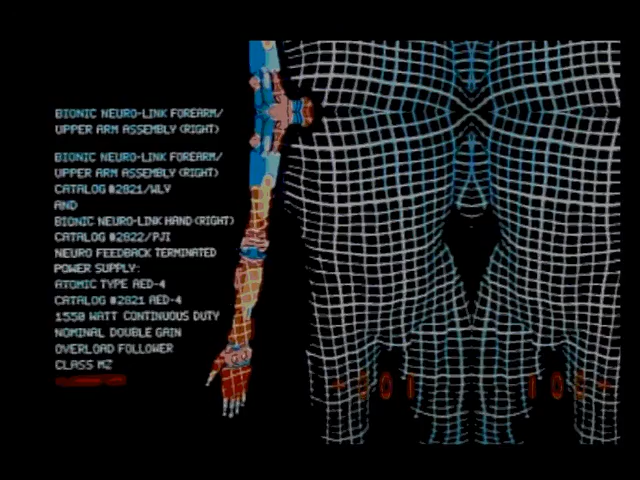 BIONIC NEURO-LINK FOREARM/
UPPER ARM ASSEMBLY (RIGHT)
BIONIC NEURO-LINK FOREARM/
UPPER ARM ASSEMBLY (RIGHT)
CATALOG #2821/WLV
AND
BIONIC NEURO-LINK HAND (RIGHT)
CATALOG #2822/PJI
NEURO FEEDBACK TERMINATED
POWER SUPPLY:
ATOMIC TYPE AED-4
CATALOG #2821 AED-4
1550 WATT CONTINUOUS DUTY
NOMINAL DOUBLE GAIN
OVERLOAD FOLLOWER
CLASS MZ